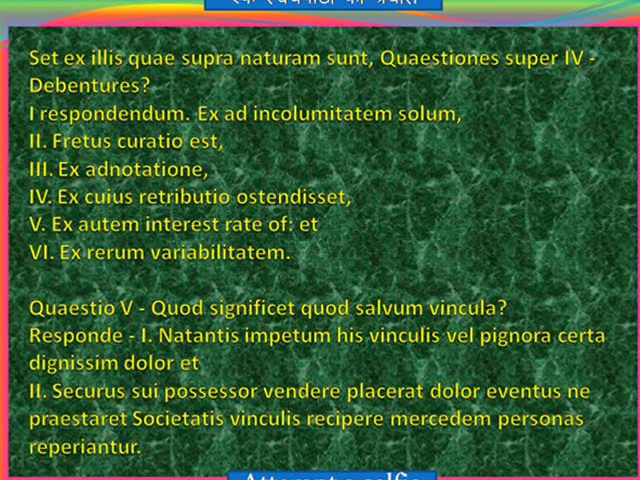 Set ex illis quae supra naturam sunt, Quaestiones super IV -
Debentures?
I respondendum. Ex ad incolumitatem solum,
II. Fretus curatio est,
III. Ex adnotatione,
IV. Ex cuius retributio ostendisset,
V. Ex autem interest rate of: et
VI. Ex rerum variabilitatem.
Quaestio V - Quod significet quod salvum vincula?
Responde - I. Natantis impetum his vinculis vel pignora certa
dignissim dolor et
II. Securus sui possessor vendere placerat dolor eventus ne
praestaret Societatis vinculis recipere mercedem personas
reperiantur.